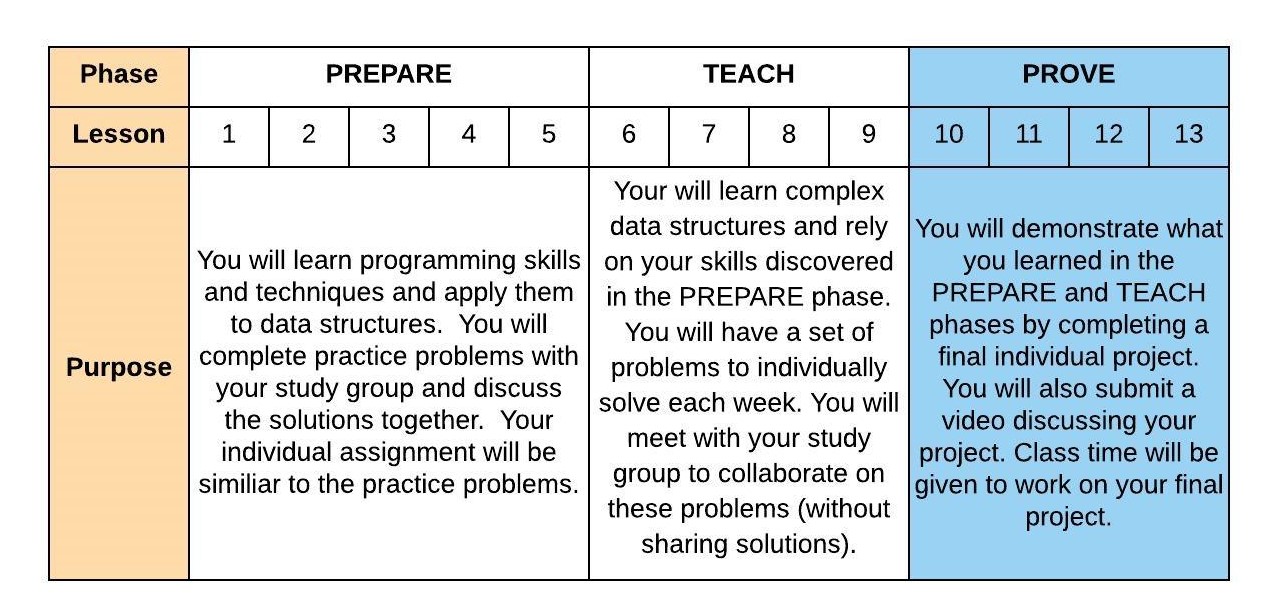 Phase PREPARE TEACH PROVE
Lesson 1 2 3 4 5 6 7 8 9 10 11 12 13
Purpose
You will learn programming skills
and techniques and apply them
to data structures.  You will
complete practice problems with
your study group and discuss
the solutions together.  Your
individual assignment will be
similiar to the practice problems.
Your will learn complex
data structures and rely
on your skills discovered
in the PREPARE phase.
You will have a set of
problems to individually
solve each week. You will
meet with your study
group to collaborate on
these problems (without
sharing solutions).
You will demonstrate what
you learned in the
PREPARE and TEACH
phases by completing a
final individual project.
You will also submit a
video discussing your
project. Class time will be
given to work on your final
project.